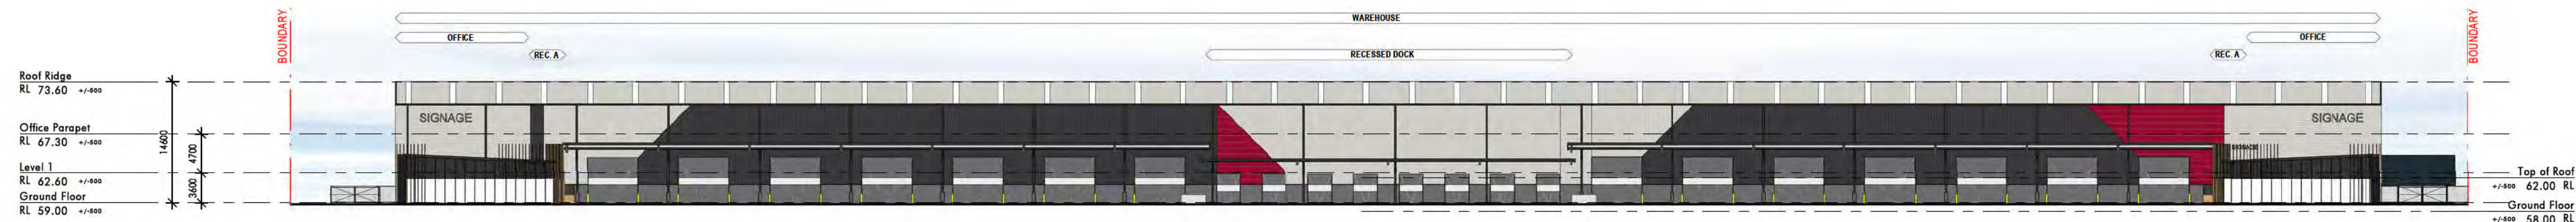 BOUNDARY
WAREHOUSE
BOUNDARY
OFFICE
OFFICE
REC. A
RECESSED DOCK
REC. A
Roof Ridge
RL 73.60 +/-500
SIGNAGE
SIGNAGE
Office Parapet
RL 67.30 +/-500
14600
4700
SIGNAGE
Level 1
RL 62.60 +/-500
3600
Top of Roof
+/-500 62.00 RL
Ground Floor
RL 59.00 +/-500
Ground Floor
+/-500 58.00 RL